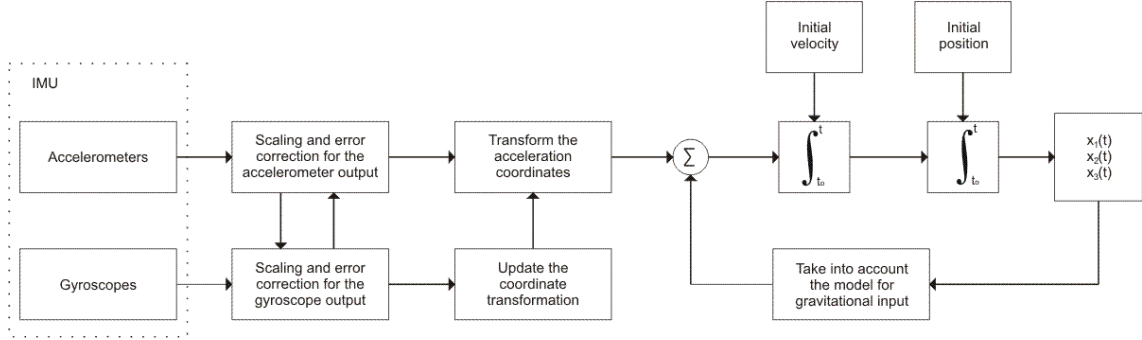 Initial
velocity
Initial
position
IMU
Accelerometers
Scaling and error
correction for the
accelerometer output
Transform the
acceleration
coordinates
Σ
∫ t t₀
∫ t t₀
x₁(t)
x₂(t)
x₃(t)
Gyroscopes
Scaling and error
correction for the
gyroscope output
Update the
coordinate
transformation
Take into account
the model for
gravitational input